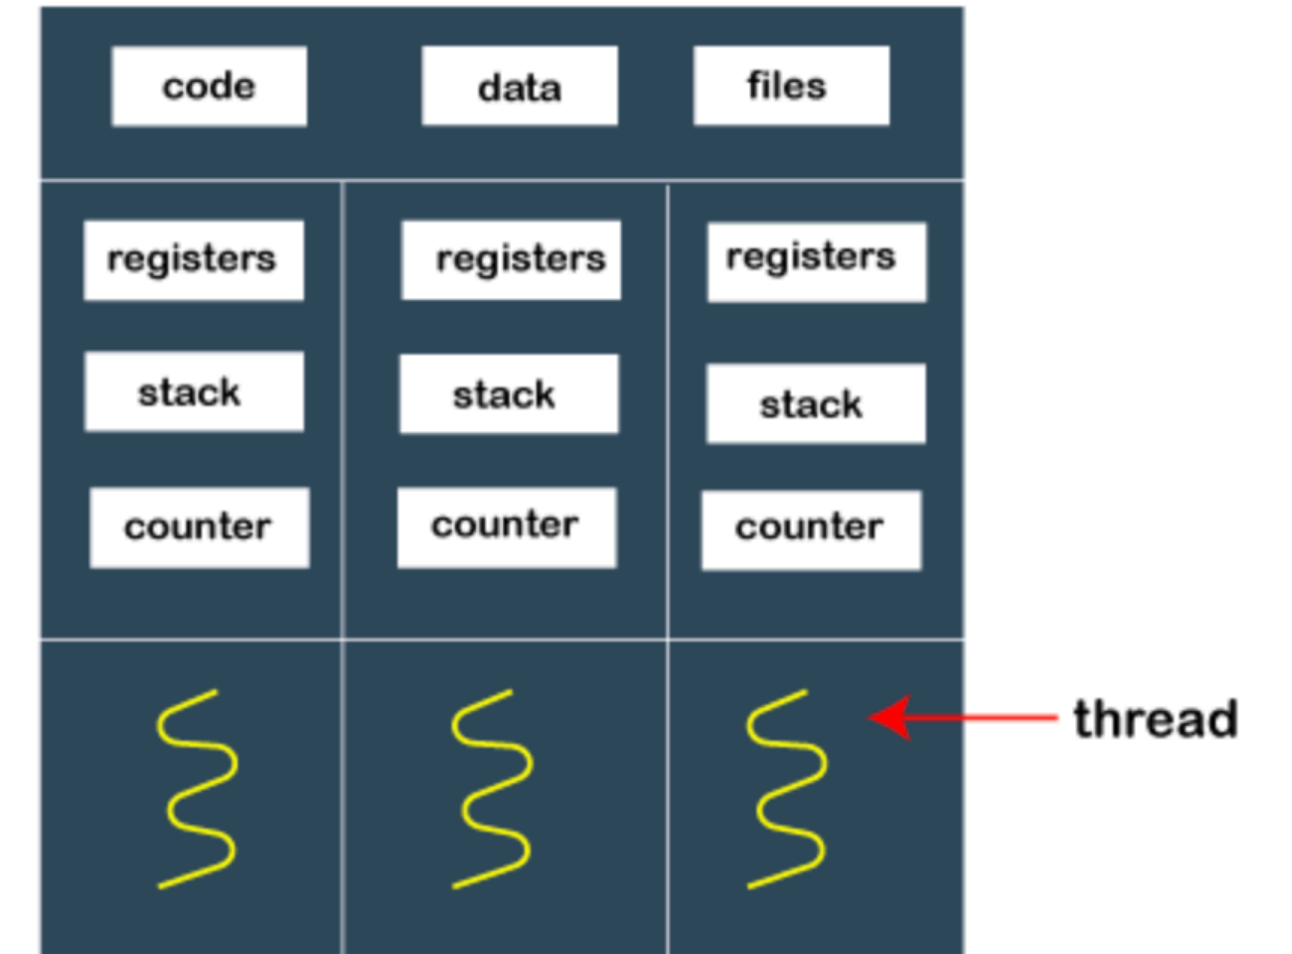 code data files
registers registers registers
stack stack stack
counter counter counter
thread